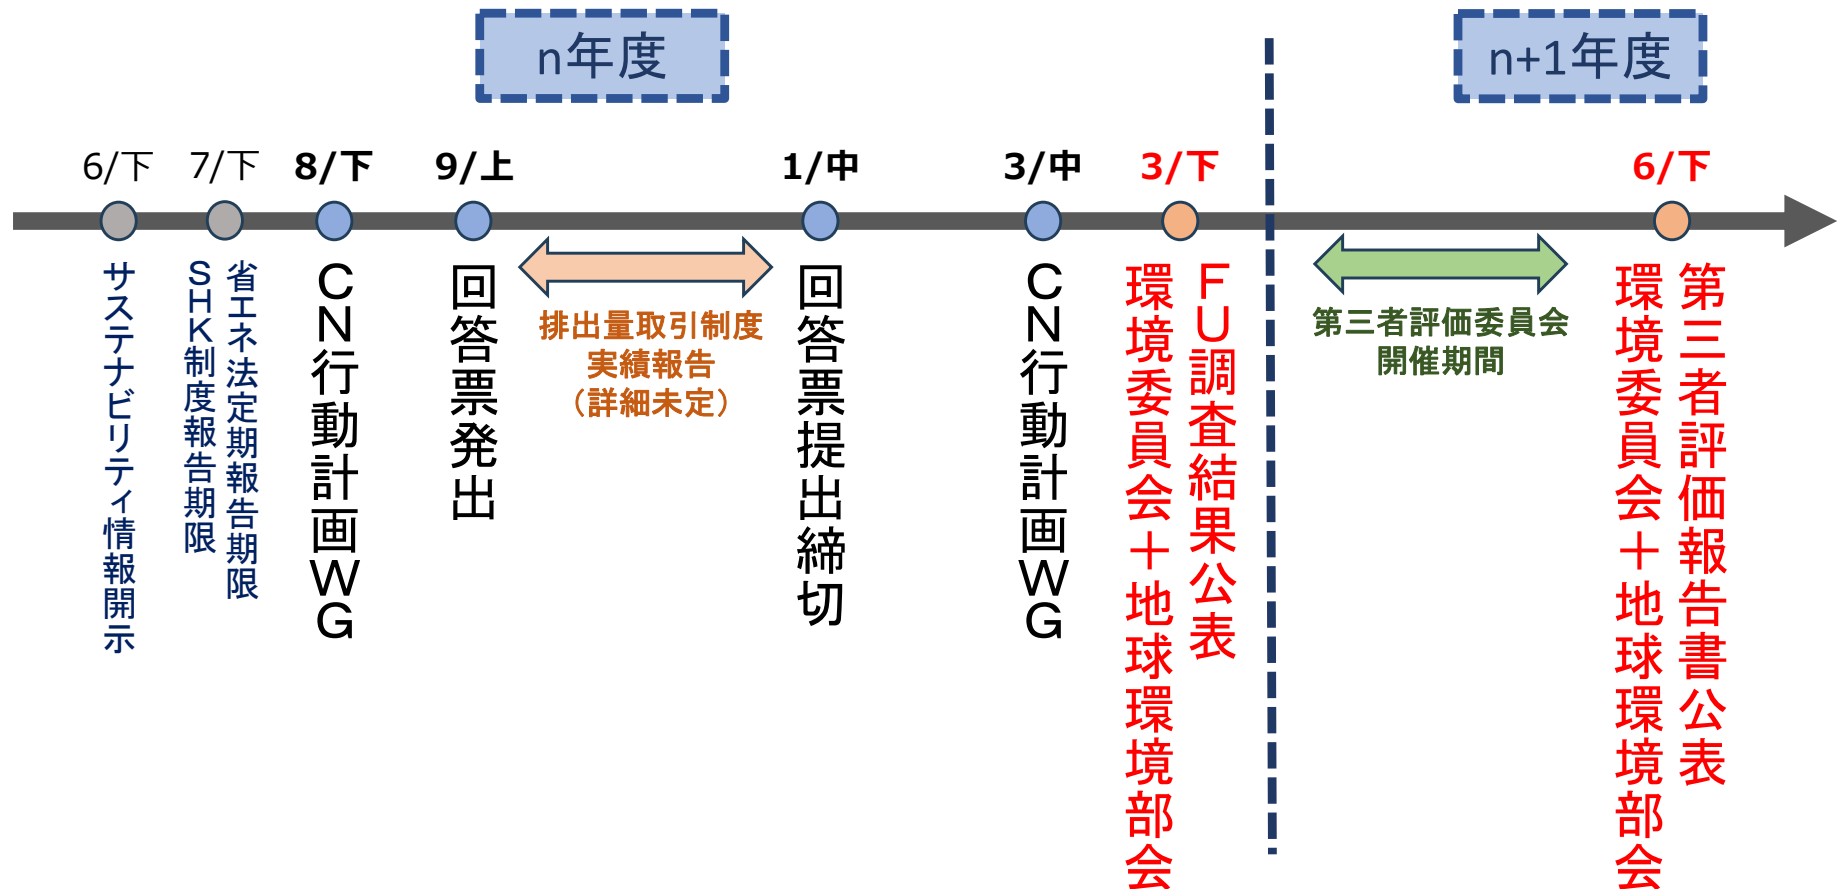 n年度
n+1年度
6/下
7/下
8/下
9/上
1/中
3/中
3/下
6/下
サステナビリティ情報開示
省エネ法定期報告期限
SHK制度報告期限
CN行動計画WG
回答票発出
排出量取引制度
実績報告
（詳細未定）
回答票提出締切
CN行動計画WG
FU調査結果公表
環境委員会＋地球環境部会
第三者評価委員会
開催期間
第三者評価報告書公表
環境委員会＋地球環境部会